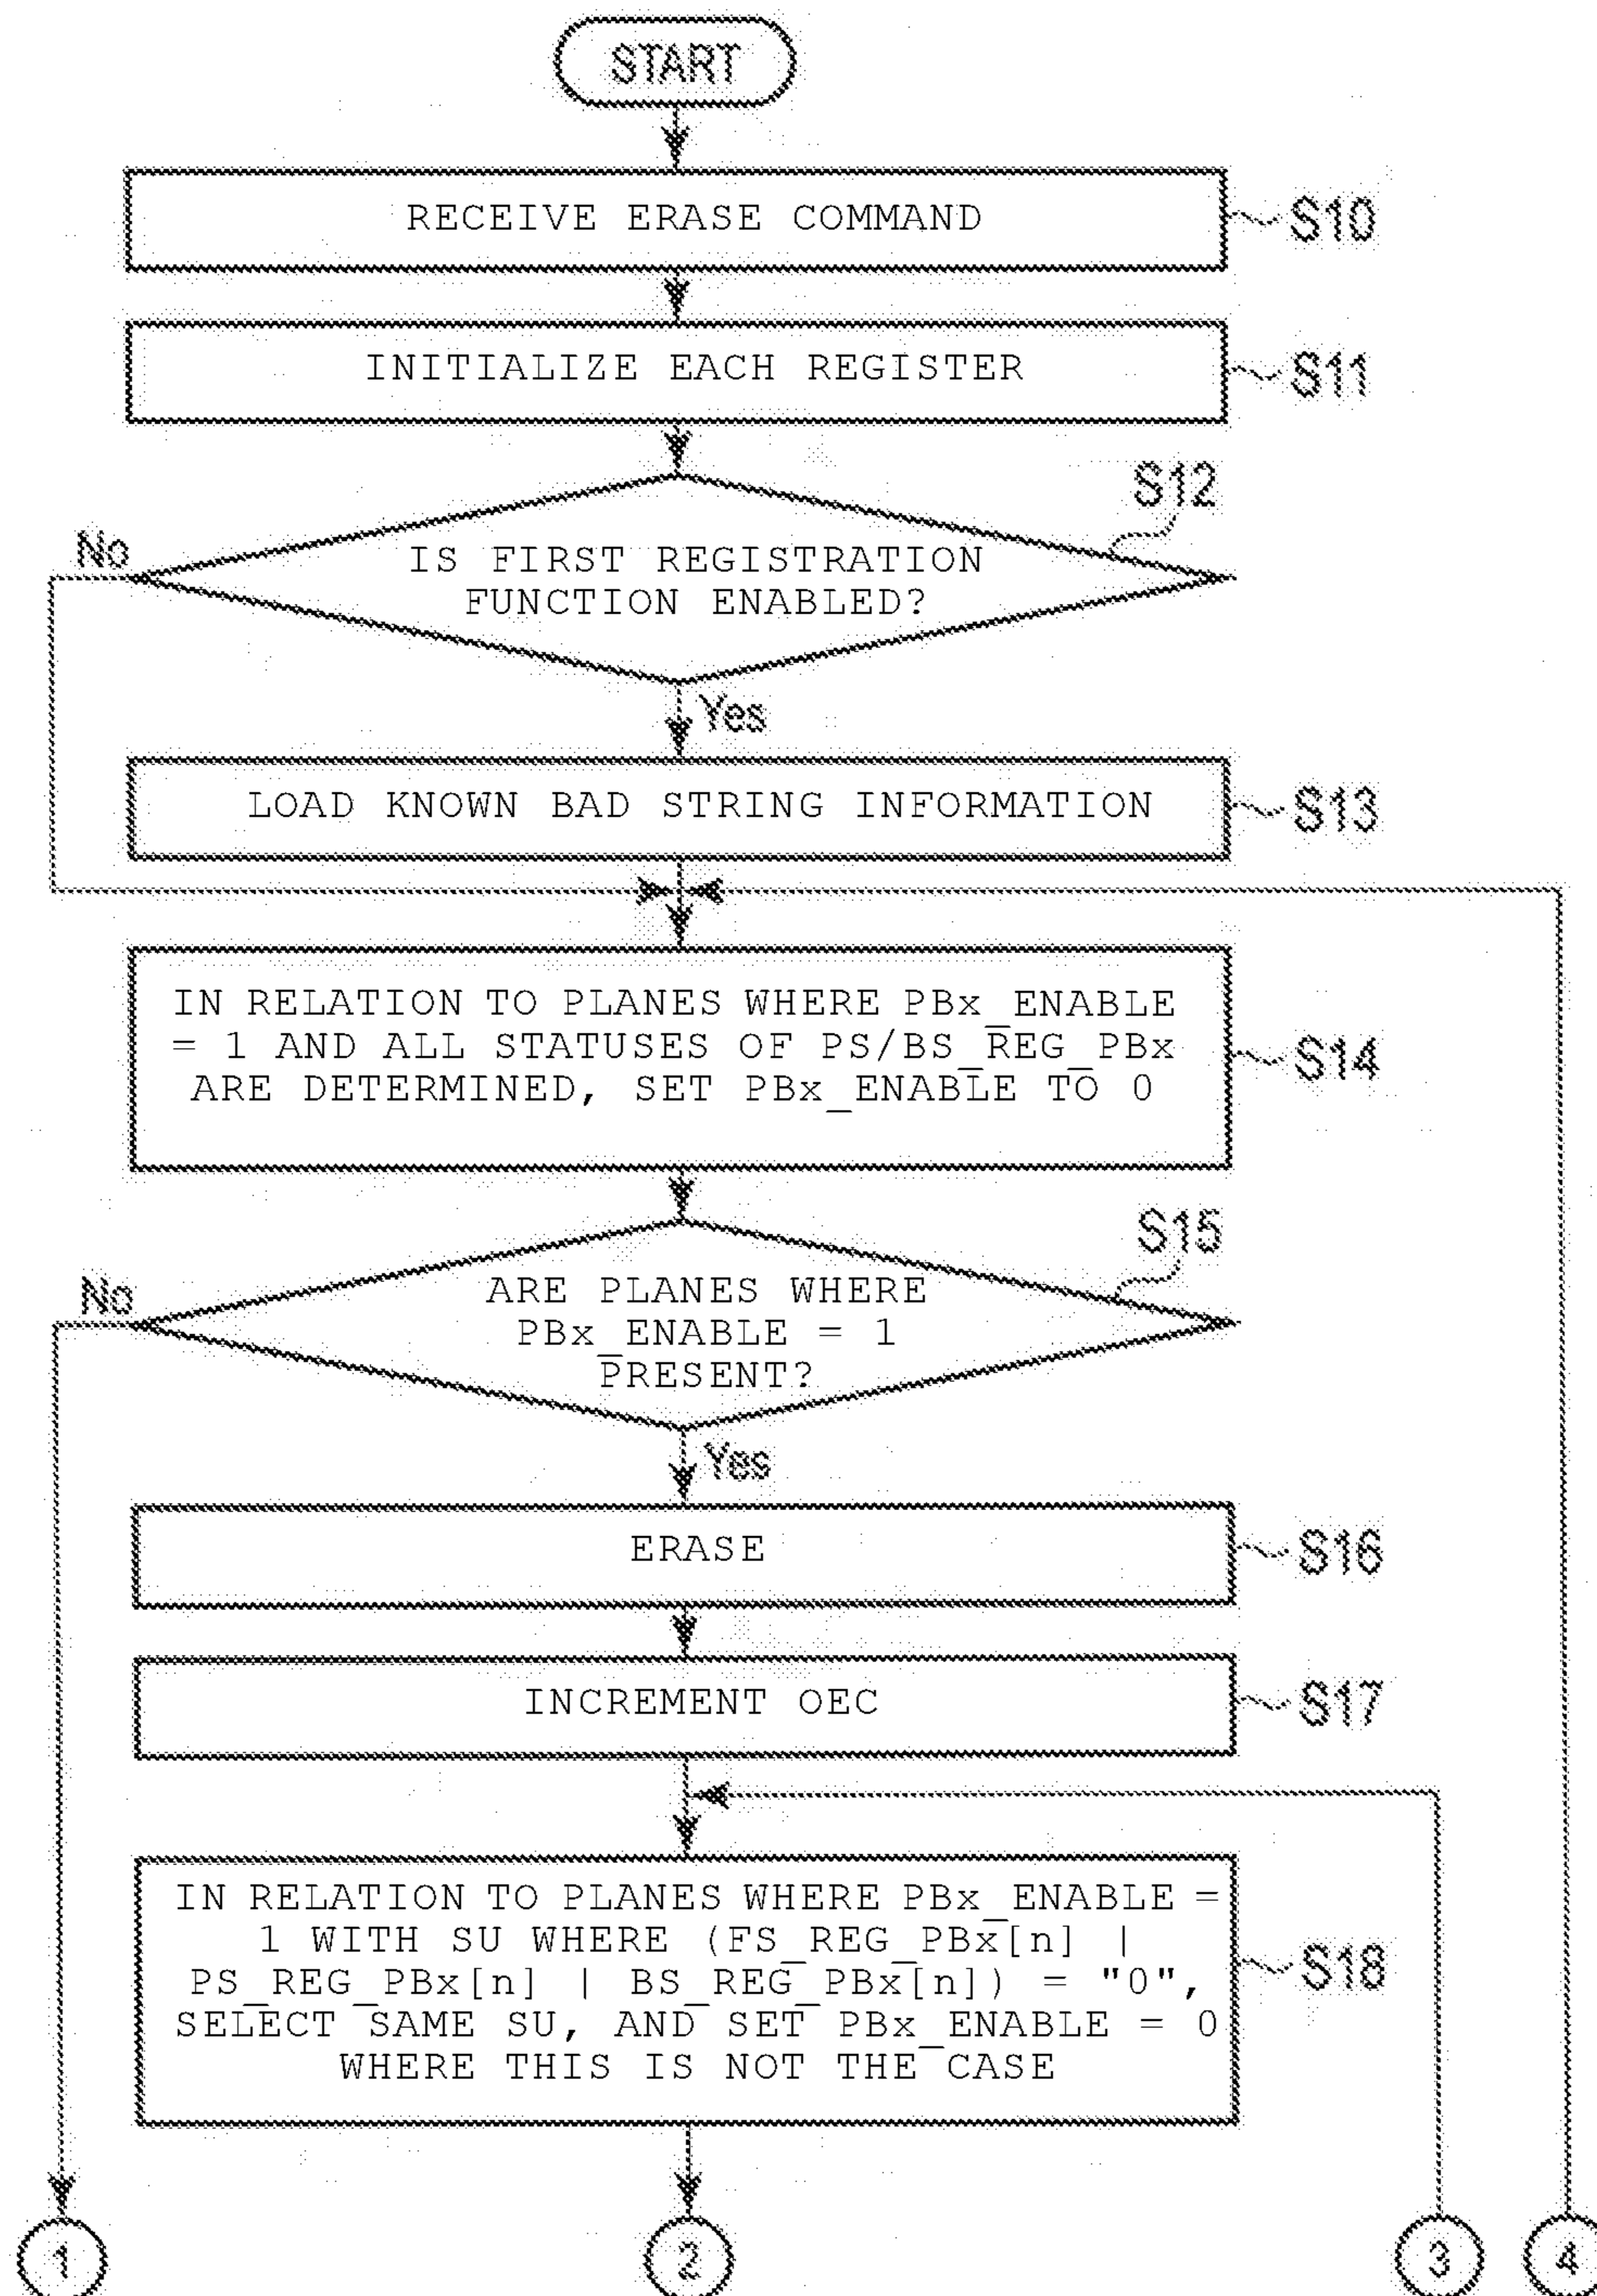 START
RECEIVE ERASE COMMAND
S10
INITIALIZE EACH REGISTER
S11
S12
No
IS FIRST REGISTRATION
FUNCTION ENABLED?
Yes
LOAD KNOWN BAD STRING INFORMATION
S13
IN RELATION TO PLANES WHERE PBx_ENABLE
= 1 AND ALL STATUSES OF PS/BS_REG_PBx
ARE DETERMINED, SET PBx_ENABLE TO 0
S14
S15
No
ARE PLANES WHERE
PBx_ENABLE = 1
PRESENT?
Yes
ERASE
S16
INCREMENT OEC
S17
IN RELATION TO PLANES WHERE PBx_ENABLE =
1 WITH SU WHERE (FS_REG_PBx[n] |
PS_REG_PBx[n] | BS_REG_PBx[n]) = "0",
SELECT SAME SU, AND SET PBx_ENABLE = 0
WHERE THIS IS NOT THE CASE
S18
1
2
3
4